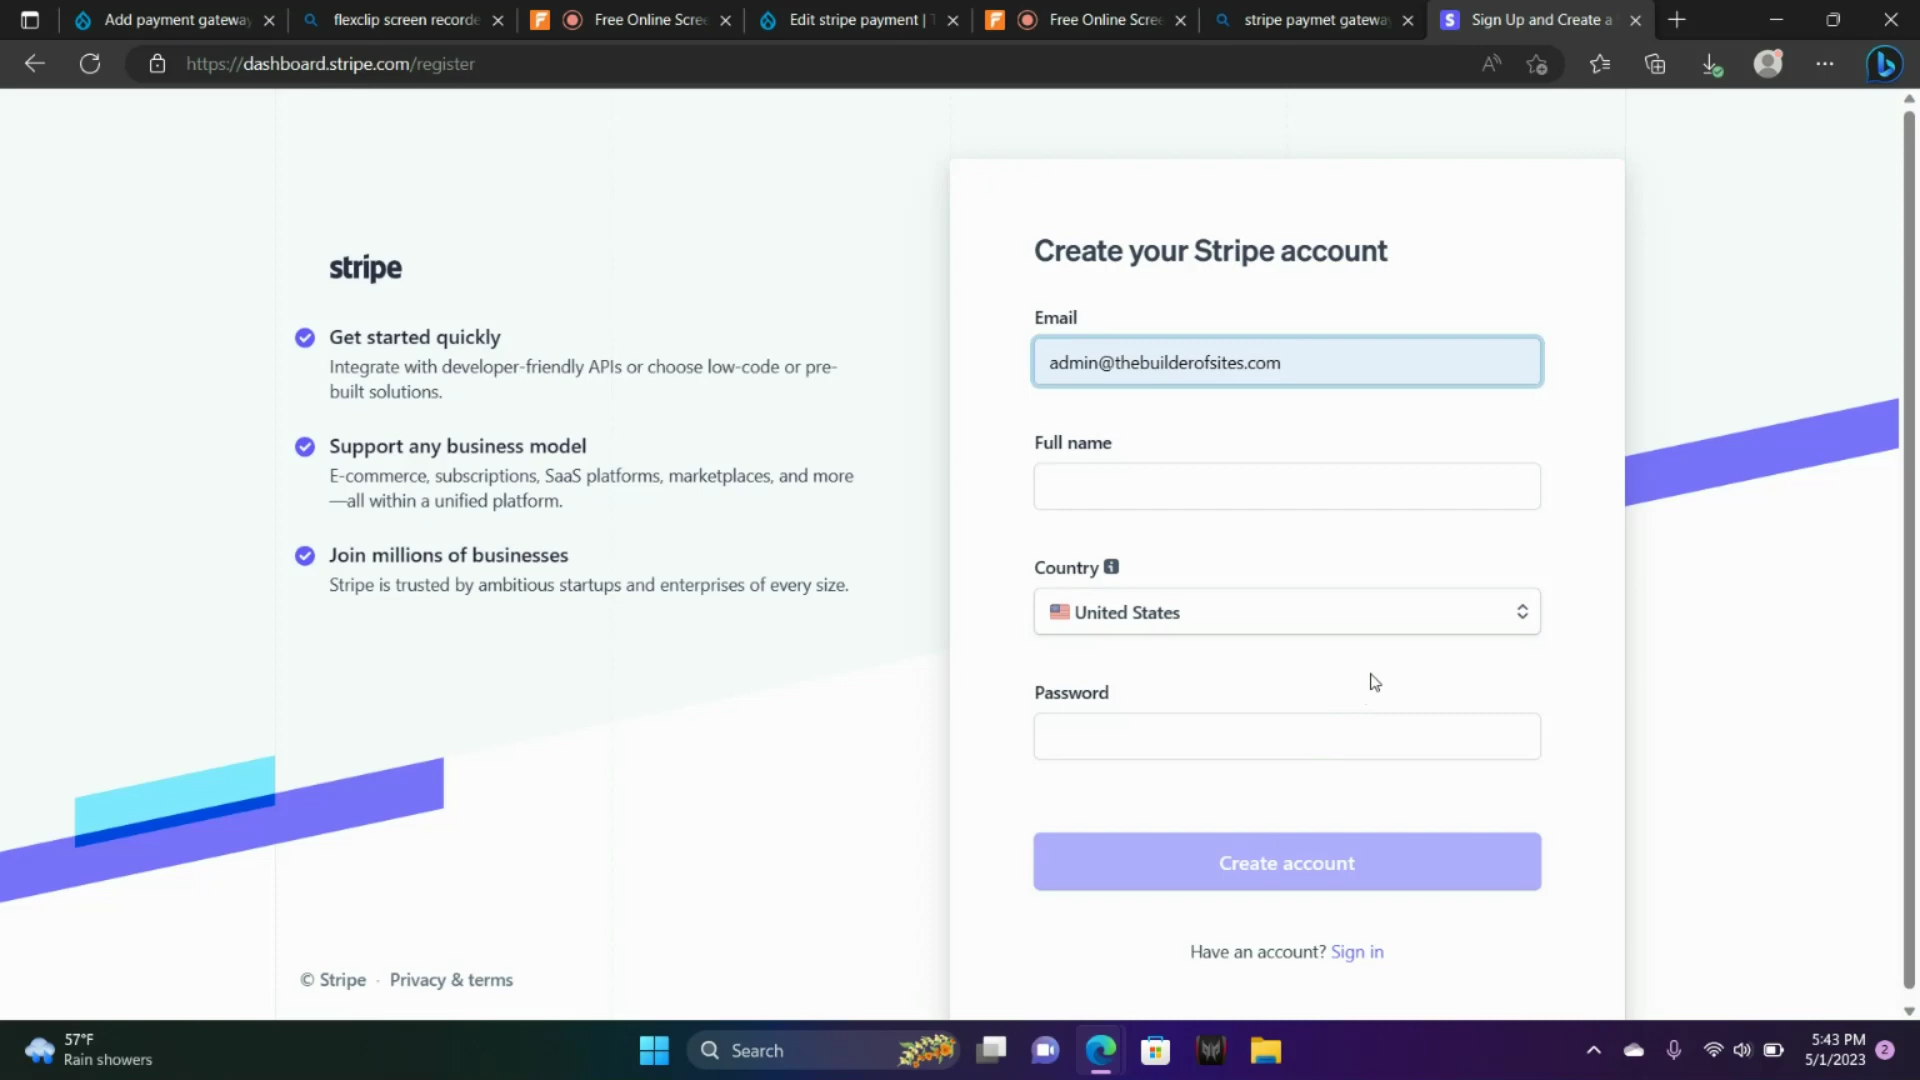 Add payment gateway
flexclip screen recorde
Free Online Scree
Edit stripe payment | T
Free Online Scree
stripe paymet gateway
S
Sign Up and Create a
https://dashboard.stripe.com/register
stripe
Get started quickly
Integrate with developer-friendly APIs or choose low-code or pre-
built solutions.
Support any business model
E-commerce, subscriptions, SaaS platforms, marketplaces, and more
—all within a unified platform.
Join millions of businesses
Stripe is trusted by ambitious startups and enterprises of every size.
© Stripe · Privacy & terms
Create your Stripe account
Email
admin@thebuilderofsites.com
Full name
Country
United States
Password
Create account
Have an account? Sign in
57°F
Rain showers
Search
5:43 PM
5/1/2023
2